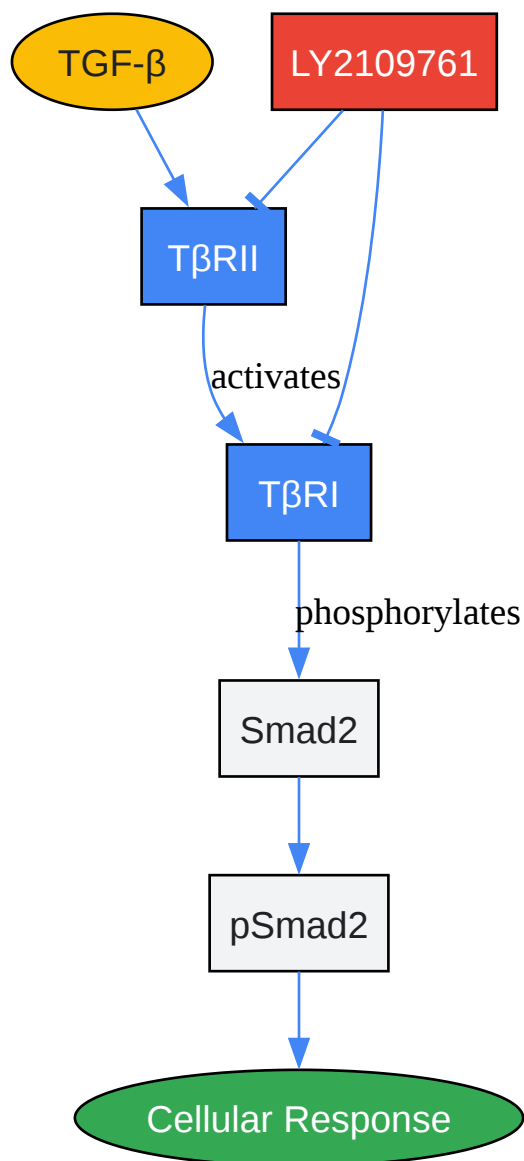 TGF-β
LY2109761
TβRII
activates
TβRI
phosphorylates
Smad2
pSmad2
Cellular Response